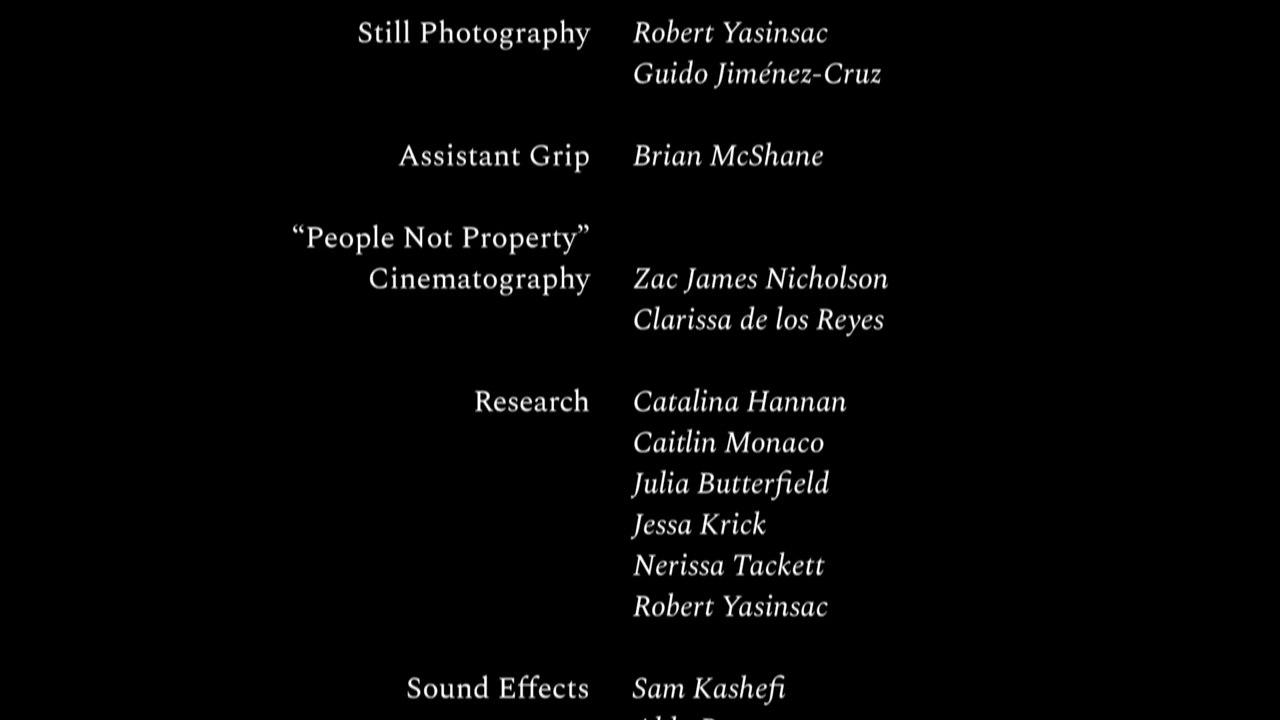 Still Photography Robert Yasinsac
Guido Jiménez-Cruz
Assistant Grip Brian McShane
“People Not Property”
Cinematography Zac James Nicholson
Clarissa de los Reyes
Research Catalina Hannan
Caitlin Monaco
Julia Butterfield
Jessa Krick
Nerissa Tackett
Robert Yasinsac
Sound Effects Sam Kashefi